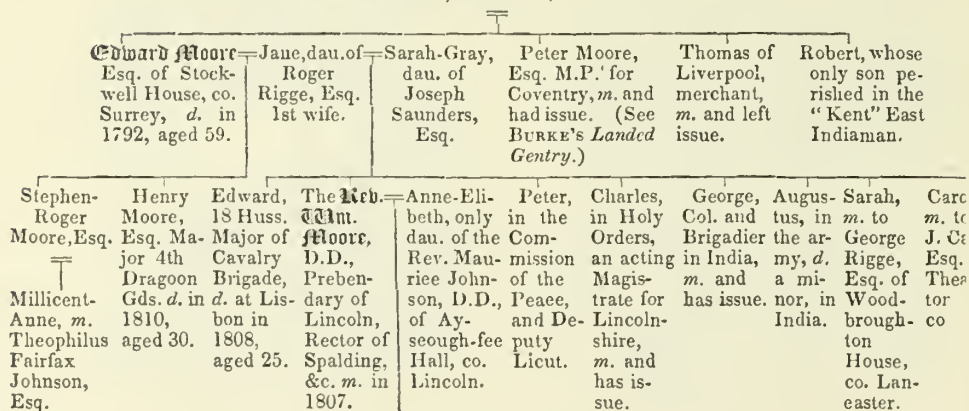 Edward Moore
Esq. of Stock-
well House, co.
Surrey, d. in
1792, aged 59.
Jane, dau. of
Roger
Rigge, Esq.
1st wife.
Sarah-Gray,
dau. of
Joseph
Saunders,
Esq.
Peter Moore,
Esq. M.P. for
Coventry, m. and
had issue. (See
BURKE'S Landed
Gentry.)
Thomas of
Liverpool,
merchant,
m. and left
issue.
Robert, whose
only son pe-
rished in the
"Kent" East
Indiaman.
Stephen-
Roger
Moore, Esq.
Millicent-
Anne, m.
Theophilus
Fairfax
Johnson,
Esq.
Henry
Moore,
Esq. Ma-
jor 4th
Dragoon
Gds. d. in
1810,
aged 30.
Edward,
18 Huss.
Major of
Cavalry
Brigade,
d. at Lis-
bon in
1808,
aged 25.
The Rev.
Wm.
Moore,
D.D.,
Preben-
dary of
Lincoln,
Rector of
Spalding,
&c. m. in
1807.
Anne-Eli-
beth, only
dau. of the
Rev. Mau-
rice John-
son, D.D.,
of Ay-
scough-fee
Hall, co.
Lincoln.
Peter,
in the
Com-
mission
of the
Peace,
and De-
puty
Lieut.
Charles,
in Holy
Orders,
an acting
Magis-
trate for
Lincoln-
shire,
m. and
has is-
sue.
George,
Col. and
Brigadier
in India,
m. and
has issue.
Augus-
tus, in
the ar-
my, d.
a mi-
nor, in
India.
Sarah,
m. to
George
Rigge,
Esq. of
Wood-
brough-
ton
House,
co. Lan-
caster.
Caro
m. to
J. Ca
Esq.
Thea
tor
co